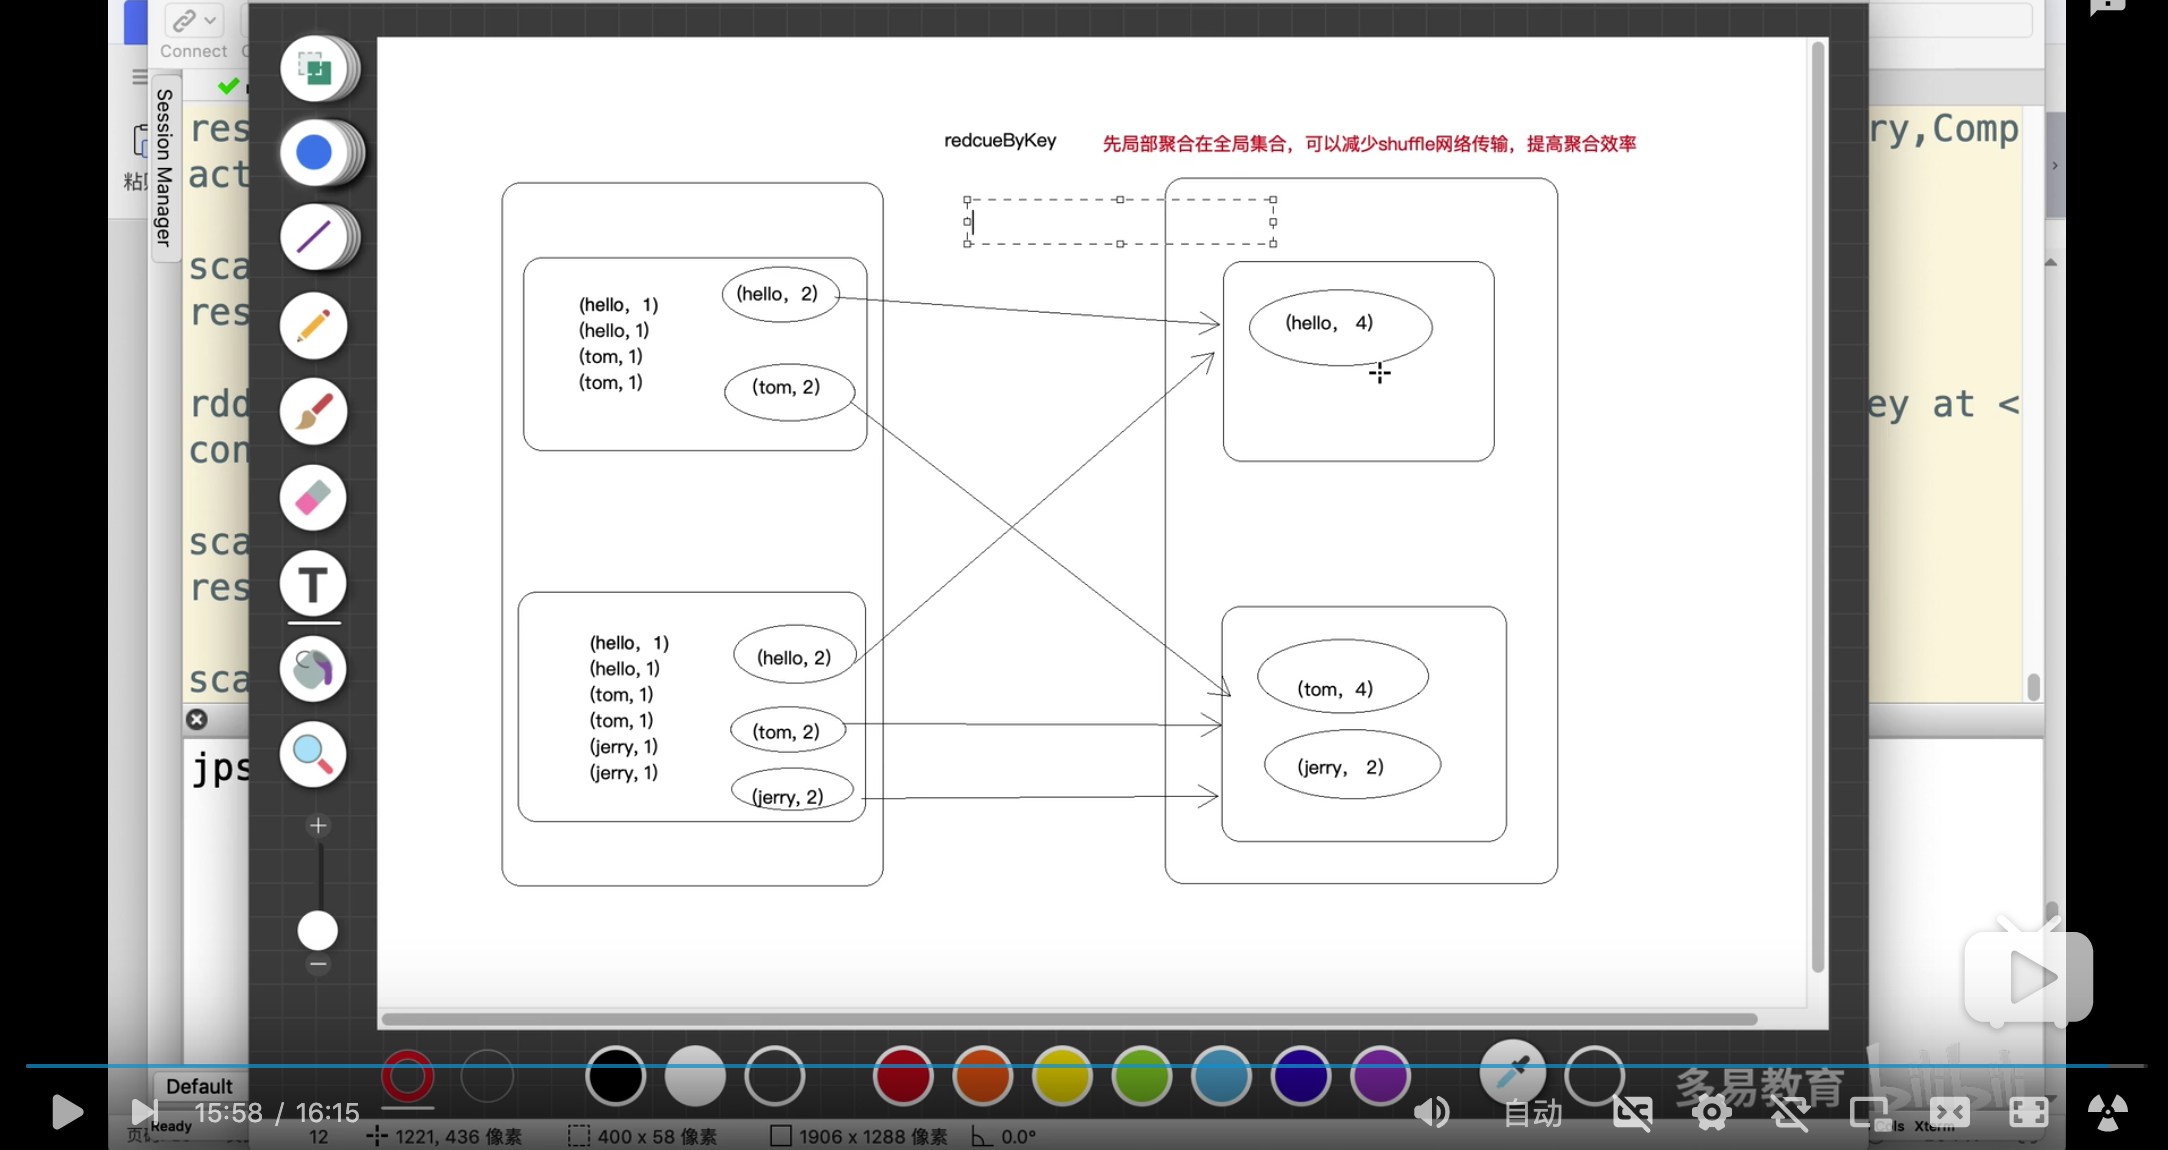 Connect
Session Manager
res
act
sca
res
rdd
con
sca
res
sca
jps
ry,Comp
ey at <
redcueByKey
先局部聚合在全局集合，可以减少shuffle网络传输，提高聚合效率
(hello, 1)
(hello, 1)
(tom, 1)
(tom, 1)
(hello, 2)
(tom, 2)
(hello, 4)
(hello, 1)
(hello, 1)
(tom, 1)
(tom, 1)
(jerry, 1)
(jerry, 1)
(hello, 2)
(tom, 2)
(jerry, 2)
(tom, 4)
(jerry, 2)
T
Default
多易教育
bilibili
15:58 / 16:15
自动
Ready
12
1221, 436 像素
400 x 58 像素
1906 x 1288 像素
0.0°
Xterm